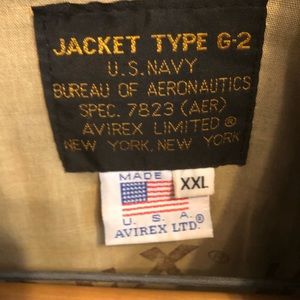 JACKET TYPE G-2
U.S. NAVY
BUREAU OF AERONAUTICS
SPEC. 7823 (AER)
AVIREX LIMITED®
NEW YORK, NEW YORK
MADE
XXL
U. S. A.
AVIREX LTD.®